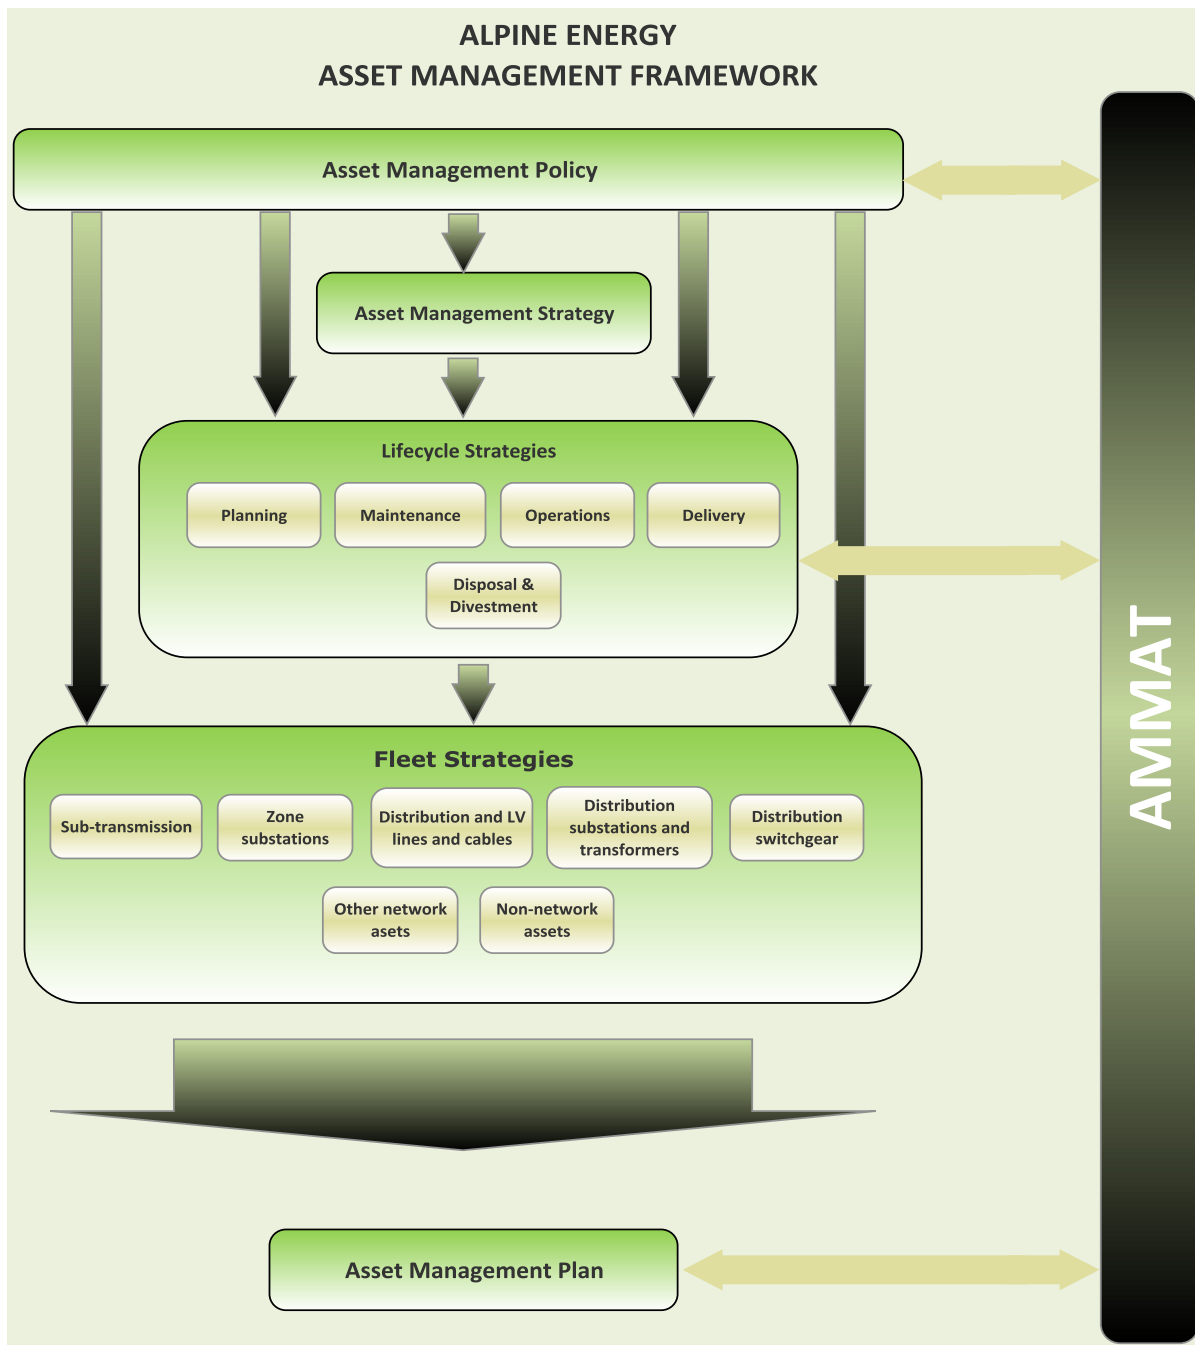 ALPINE ENERGY
ASSET MANAGEMENT FRAMEWORK
Asset Management Policy
Asset Management Strategy
Lifecycle Strategies
Planning
Maintenance
Operations
Delivery
Disposal &
Divestment
Fleet Strategies
Sub-transmission
Zone
substations
Distribution and LV
lines and cables
Distribution
substations and
transformers
Distribution
switchgear
Other network
asets
Non-network
assets
Asset Management Plan
AMMAT